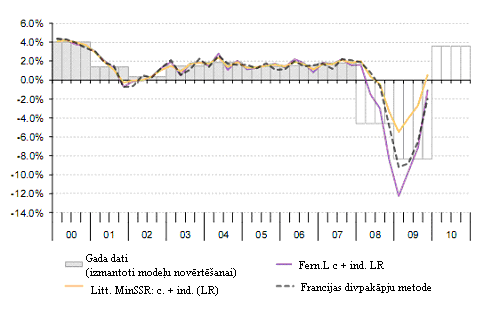 6.0%
4.0%
2.0%
0.0%
-2.0%
-4.0%
-6.0%
-8.0%
-10.0%
-12.0%
-14.0%
00 01 02 03 04 05 06 07 08 09 10
Gada dati
(izmantoti modeļu novērtēšanai)
Fern.L c + ind. LR
Litt. MinSSR: c. + ind. (LR)
Francijas divpakāpju metode